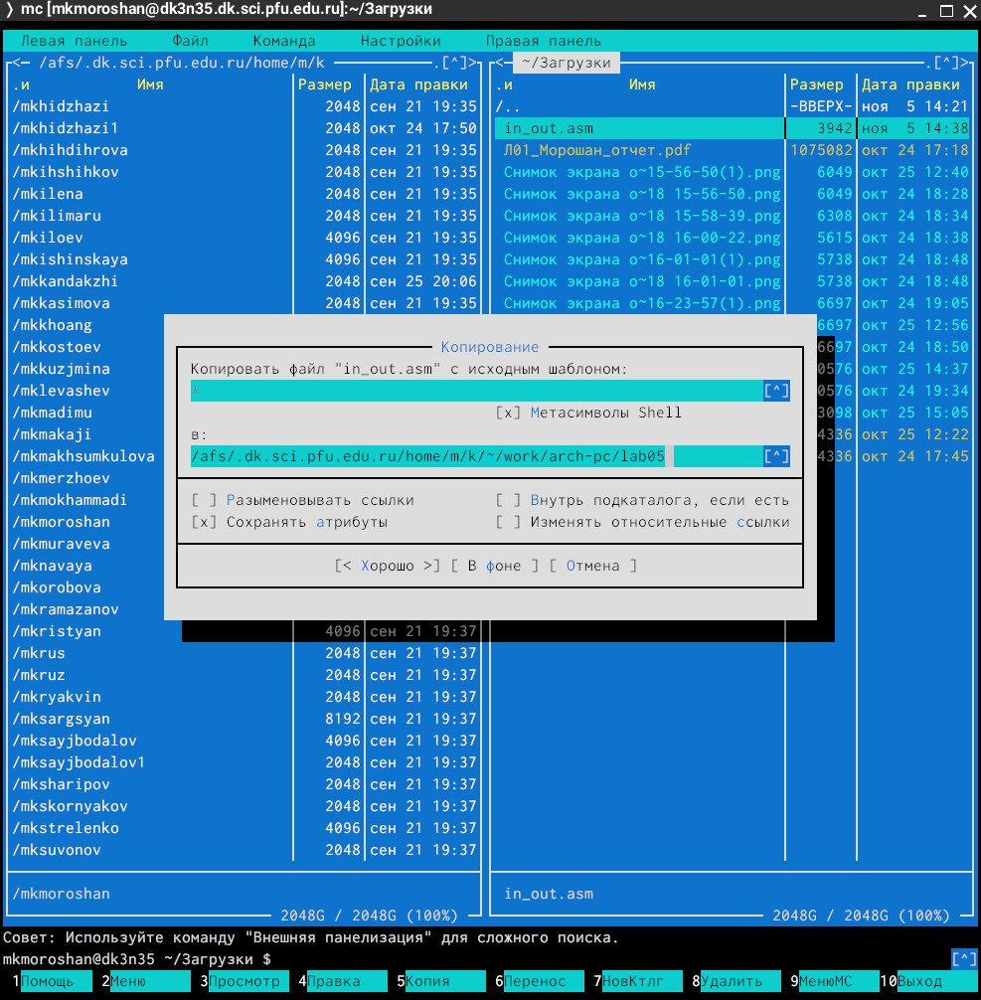 ❭ mc [mkmoroshan@dk3n35.dk.sci.pfu.edu.ru]:~/Загрузки
Левая панель Файл Команда Настройки Правая панель
<─ /afs/.dk.sci.pfu.edu.ru/home/m/k .[^]> <─ ~/Загрузки .[^]>
.и Имя Размер Дата правки .и Имя Размер Дата правки
/mkhidzhazi 2048 сен 21 19:35 /.. -ВВЕРХ- ноя 5 14:21
/mkhidzhazi1 2048 окт 24 17:50 in_out.asm 3942 ноя 5 14:38
/mkhihdihrova 2048 сен 21 19:35 Л01_Морошан_отчет.pdf 1075082 окт 24 17:18
/mkihshihkov 2048 сен 21 19:35 Снимок экрана о~15-56-50(1).png 6049 окт 25 12:40
/mkilena 2048 сен 21 19:35 Снимок экрана о~18 15-56-50.png 6049 окт 24 18:28
/mkilimaru 2048 сен 21 19:35 Снимок экрана о~18 15-58-39.png 6308 окт 24 18:34
/mkiloev 4096 сен 21 19:35 Снимок экрана о~18 16-00-22.png 5615 окт 24 18:38
/mkishinskaya 4096 сен 21 19:35 Снимок экрана о~16-01-01(1).png 5738 окт 24 18:48
/mkkandakzhi 2048 сен 25 20:06 Снимок экрана о~18 16-01-01.png 5738 окт 24 18:48
/mkkasimova 2048 сен 21 19:35 Снимок экрана о~16-23-57(1).png 6697 окт 24 19:05
/mkkhoang 6697 окт 25 12:56
/mkkostoev 6697 окт 24 18:50
/mkkuzjmina 0576 окт 25 14:37
/mklevashev 0576 окт 24 19:34
/mkmadimu 3098 окт 25 15:05
/mkmakaji 4336 окт 25 12:22
/mkmakhsumkulova 4336 окт 24 17:45
/mkmerzhoev
/mkmokhammadi
/mkmoroshan
/mkmuraveva
/mknavaya
/mkorobova
/mkramazanov
Копирование
Копировать файл "in_out.asm" с исходным шаблоном:
* [^]
[x] Метасимволы Shell
в:
/afs/.dk.sci.pfu.edu.ru/home/m/k/~/work/arch-pc/lab05 [^]
[ ] Разыменовывать ссылки [ ] Внутрь подкаталога, если есть
[x] Сохранять атрибуты [ ] Изменять относительные ссылки
[< Хорошо >] [ В фоне ] [ Отмена ]
/mkristyan 4096 сен 21 19:37
/mkrus 2048 сен 21 19:37
/mkruz 2048 сен 21 19:37
/mkryakvin 2048 сен 21 19:37
/mksargsyan 8192 сен 21 19:37
/mksayjbodalov 4096 сен 21 19:37
/mksayjbodalov1 2048 сен 21 19:37
/mksharipov 2048 сен 21 19:37
/mkskornyakov 2048 сен 21 19:37
/mkstrelenko 4096 сен 21 19:37
/mksuvonov 2048 сен 21 19:37
/mkmoroshan in_out.asm
2048G / 2048G (100%) 2048G / 2048G (100%)
Совет: Используйте команду "Внешняя панелизация" для сложного поиска.
mkmoroshan@dk3n35 ~/Загрузки $ [^]
1Помощь 2Меню 3Просмотр 4Правка 5Копия 6Перенос 7НовКтлг 8Удалить 9МенюМС 10Выход